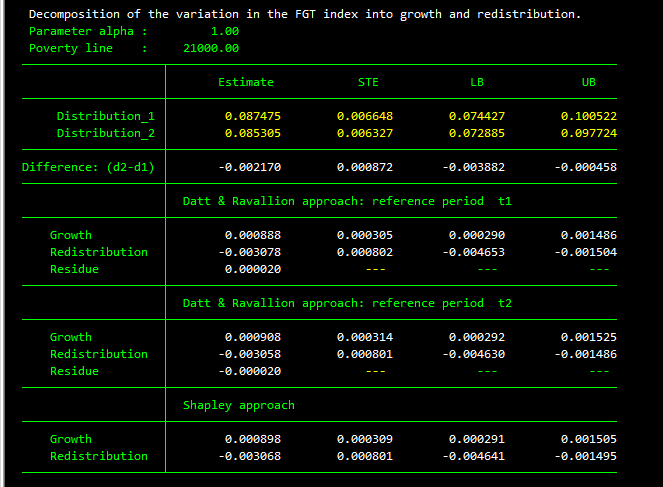 Decomposition of the variation in the FGT index into growth and redistribution.
Parameter alpha : 1.00
Poverty line : 21000.00
Estimate STE LB UB
Distribution_1 0.087475 0.006648 0.074427 0.100522
Distribution_2 0.085305 0.006327 0.072885 0.097724
Difference: (d2-d1) -0.002170 0.000872 -0.003882 -0.000458
Datt & Ravallion approach: reference period t1
Growth 0.000888 0.000305 0.000290 0.001486
Redistribution -0.003078 0.000802 -0.004653 -0.001504
Residue 0.000020 --- --- ---
Datt & Ravallion approach: reference period t2
Growth 0.000908 0.000314 0.000292 0.001525
Redistribution -0.003058 0.000801 -0.004630 -0.001486
Residue -0.000020 --- --- ---
Shapley approach
Growth 0.000898 0.000309 0.000291 0.001505
Redistribution -0.003068 0.000801 -0.004641 -0.001495